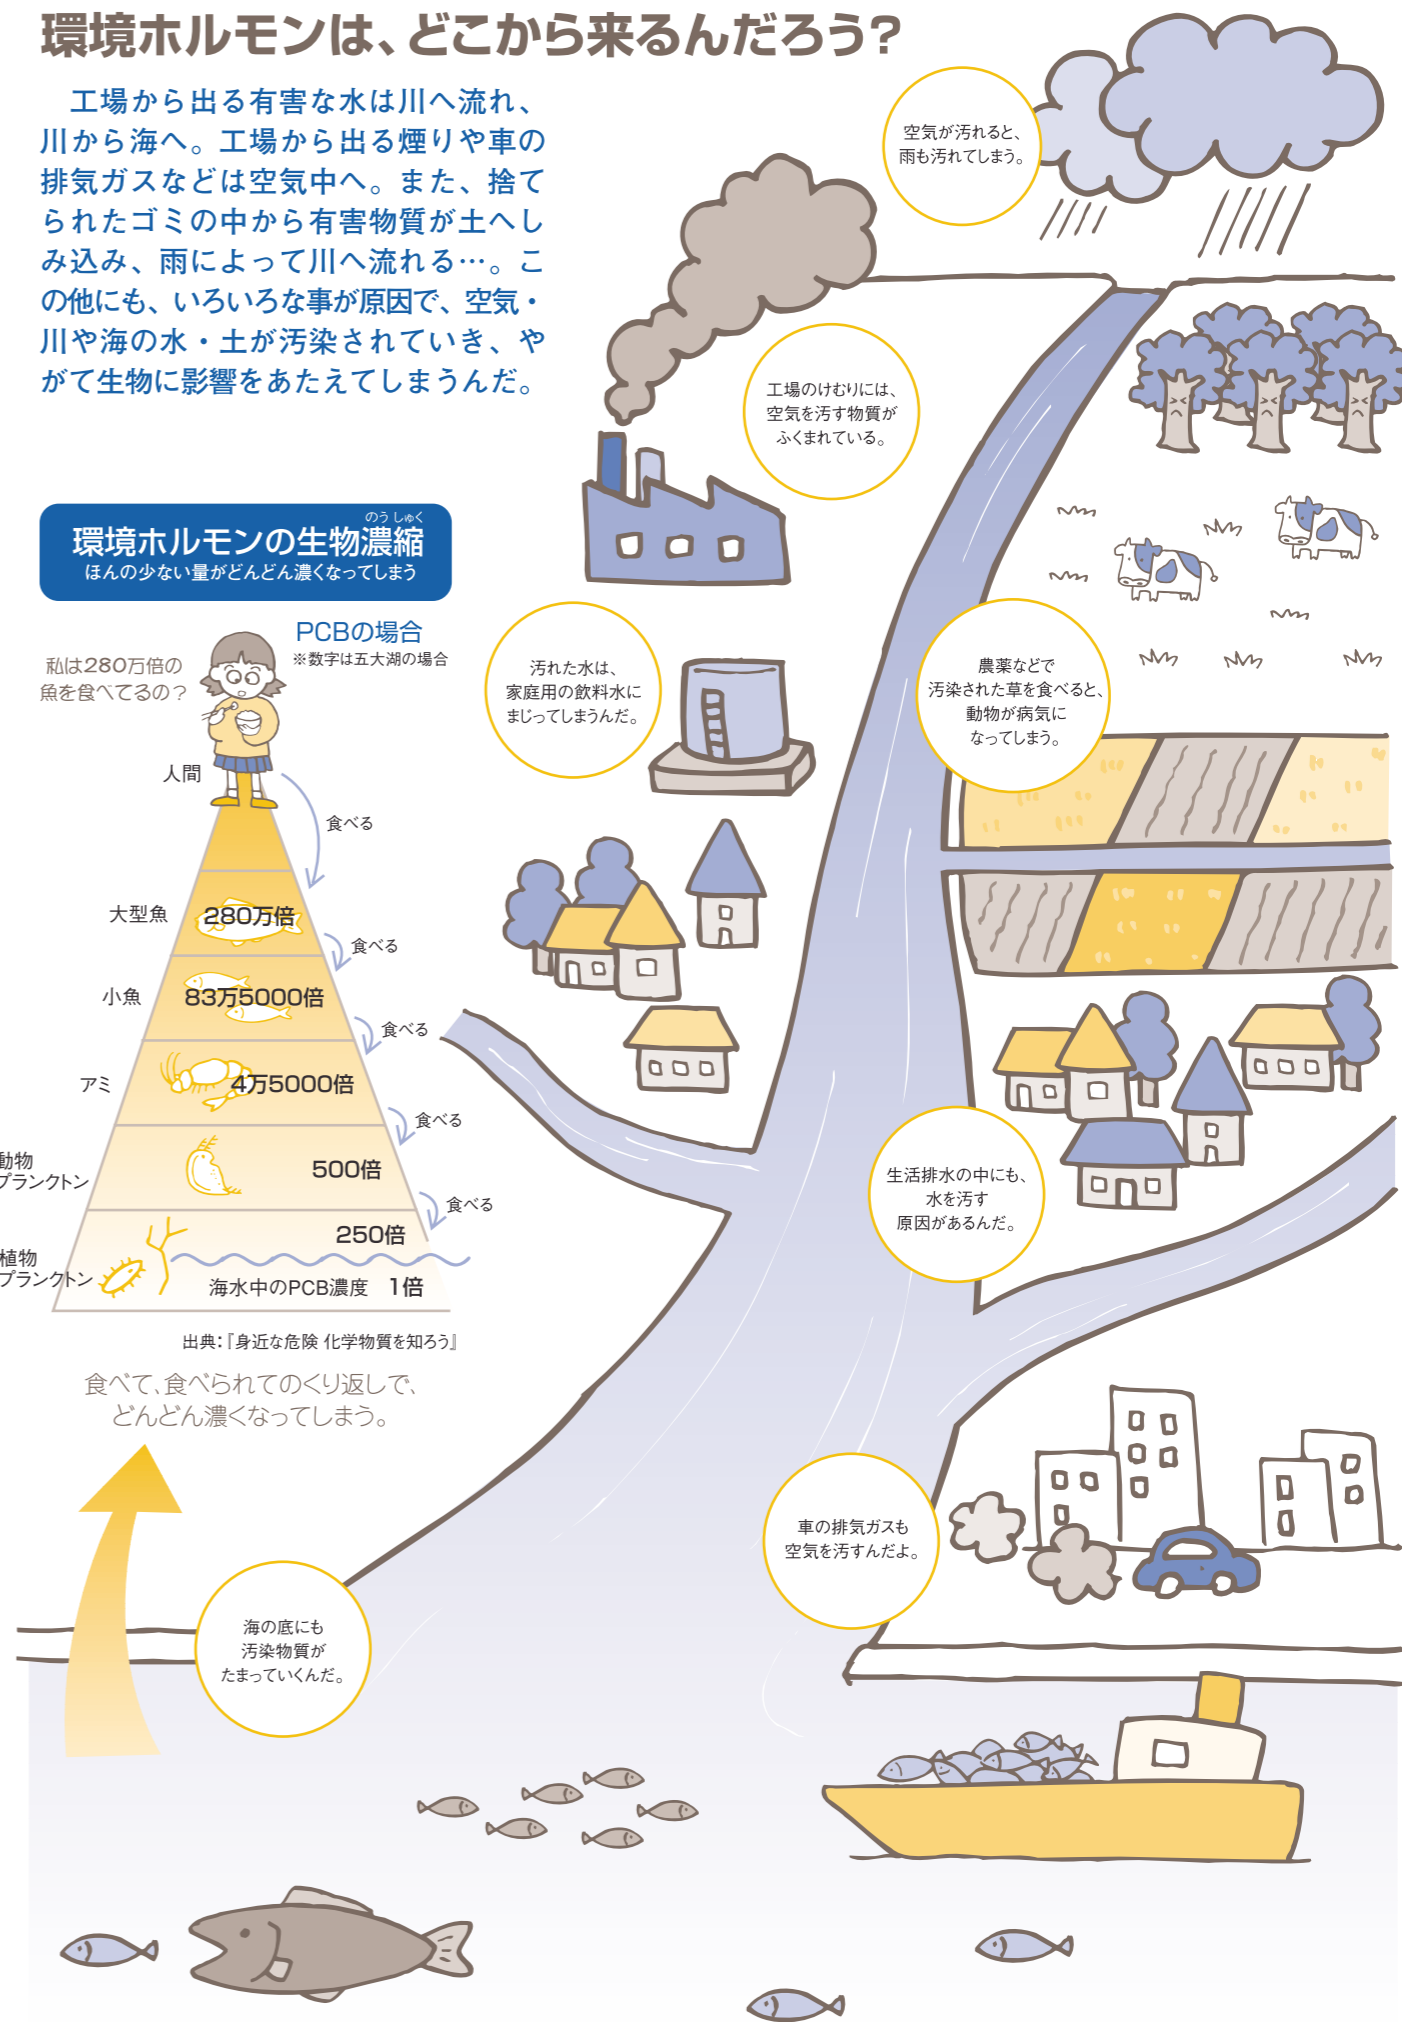 環境ホルモンは、どこから来るんだろう?
工場から出る有害な水は川へ流れ、
川から海へ。工場から出る煙りや車の
排気ガスなどは空気中へ。また、捨て
られたゴミの中から有害物質が土へし
み込み、雨によって川へ流れる…。こ
の他にも、いろいろな事が原因で、空気・
川や海の水・土が汚染されていき、や
がて生物に影響をあたえてしまうんだ。
空気が汚れると、
雨も汚れてしまう。
工場のけむりには、
空気を汚す物質が
ふくまれている。
のうしゅく
環境ホルモンの生物濃縮
ほんの少ない量がどんどん濃くなってしまう
PCBの場合
※数字は五大湖の場合
私は280万倍の
魚を食べてるの?
人間
食べる
大型魚
280万倍
食べる
小魚
83万5000倍
食べる
アミ
4万5000倍
食べる
動物
プランクトン
500倍
食べる
250倍
植物
プランクトン
海水中のPCB濃度 1倍
出典:『身近な危険 化学物質を知ろう』
食べて、食べられてのくり返しで、
どんどん濃くなってしまう。
汚れた水は、
家庭用の飲料水に
まじってしまうんだ。
農薬などで
汚染された草を食べると、
動物が病気に
なってしまう。
生活排水の中にも、
水を汚す
原因があるんだ。
車の排気ガスも
空気を汚すんだよ。
海の底にも
汚染物質が
たまっていくんだ。